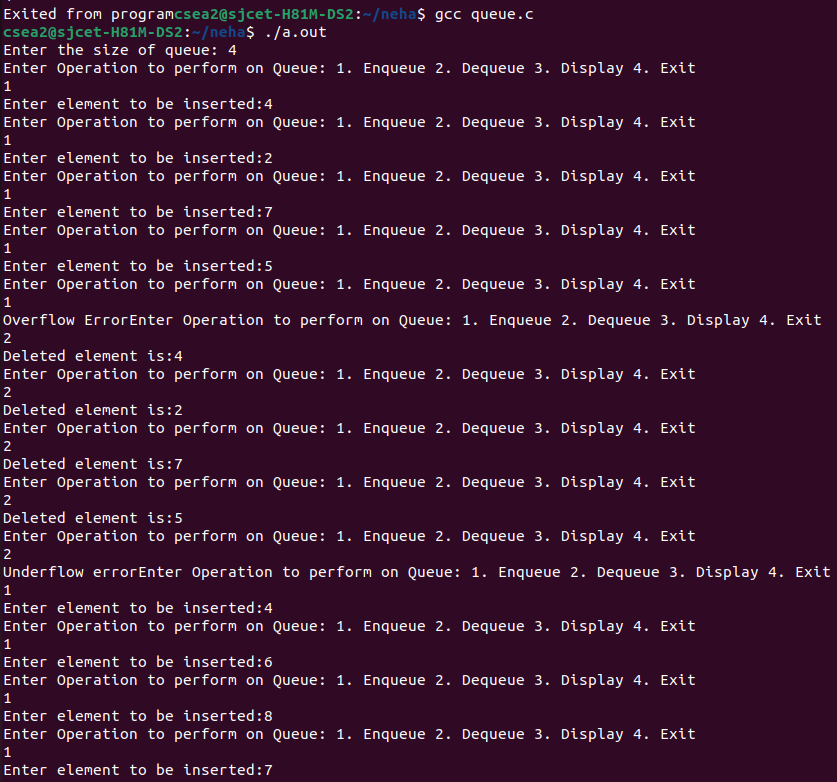 Exited from programcsea2@sjcet-H81M-DS2:~/neha$ gcc queue.c
csea2@sjcet-H81M-DS2:~/neha$ ./a.out
Enter the size of queue: 4
Enter Operation to perform on Queue: 1. Enqueue 2. Dequeue 3. Display 4. Exit
1
Enter element to be inserted:4
Enter Operation to perform on Queue: 1. Enqueue 2. Dequeue 3. Display 4. Exit
1
Enter element to be inserted:2
Enter Operation to perform on Queue: 1. Enqueue 2. Dequeue 3. Display 4. Exit
1
Enter element to be inserted:7
Enter Operation to perform on Queue: 1. Enqueue 2. Dequeue 3. Display 4. Exit
1
Enter element to be inserted:5
Enter Operation to perform on Queue: 1. Enqueue 2. Dequeue 3. Display 4. Exit
1
Overflow ErrorEnter Operation to perform on Queue: 1. Enqueue 2. Dequeue 3. Display 4. Exit
2
Deleted element is:4
Enter Operation to perform on Queue: 1. Enqueue 2. Dequeue 3. Display 4. Exit
2
Deleted element is:2
Enter Operation to perform on Queue: 1. Enqueue 2. Dequeue 3. Display 4. Exit
2
Deleted element is:7
Enter Operation to perform on Queue: 1. Enqueue 2. Dequeue 3. Display 4. Exit
2
Deleted element is:5
Enter Operation to perform on Queue: 1. Enqueue 2. Dequeue 3. Display 4. Exit
2
Underflow errorEnter Operation to perform on Queue: 1. Enqueue 2. Dequeue 3. Display 4. Exit
1
Enter element to be inserted:4
Enter Operation to perform on Queue: 1. Enqueue 2. Dequeue 3. Display 4. Exit
1
Enter element to be inserted:6
Enter Operation to perform on Queue: 1. Enqueue 2. Dequeue 3. Display 4. Exit
1
Enter element to be inserted:8
Enter Operation to perform on Queue: 1. Enqueue 2. Dequeue 3. Display 4. Exit
1
Enter element to be inserted:7